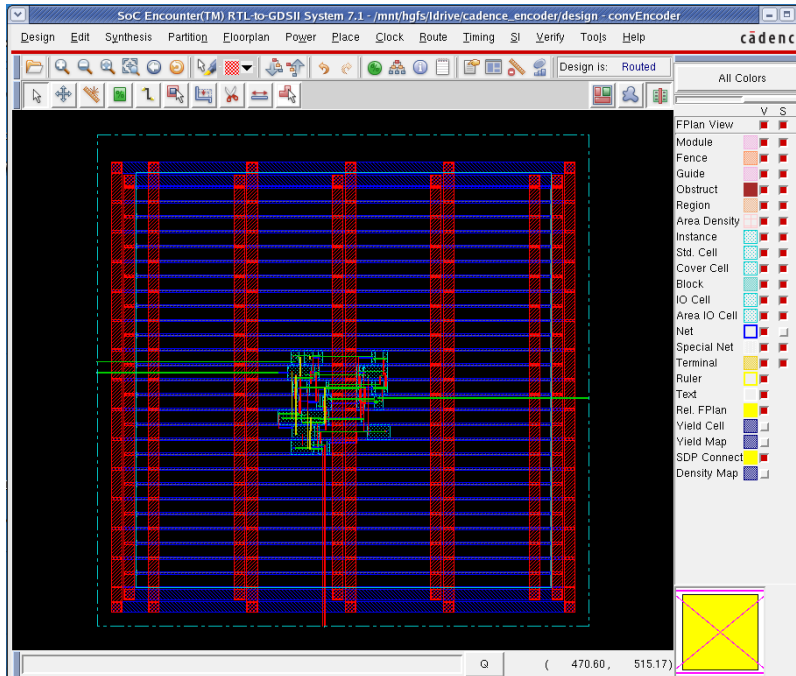 SoC Encounter(TM) RTL-to-GDSII System 7.1 - /mnt/hgfs/Idrive/cadence_encoder/design - convEncoder
Design Edit Synthesis Partition Floorplan Power Place Clock Route Timing SI Verify Tools Help cādenc
Design is: Routed
All Colors
V S
FPlan View
Module
Fence
Guide
Obstruct
Region
Area Density
Instance
Std. Cell
Cover Cell
Block
IO Cell
Area IO Cell
Net
Special Net
Terminal
Ruler
Text
Rel. FPlan
Yield Cell
Yield Map
SDP Connect
Density Map
Q ( 470.60 , 515.17)